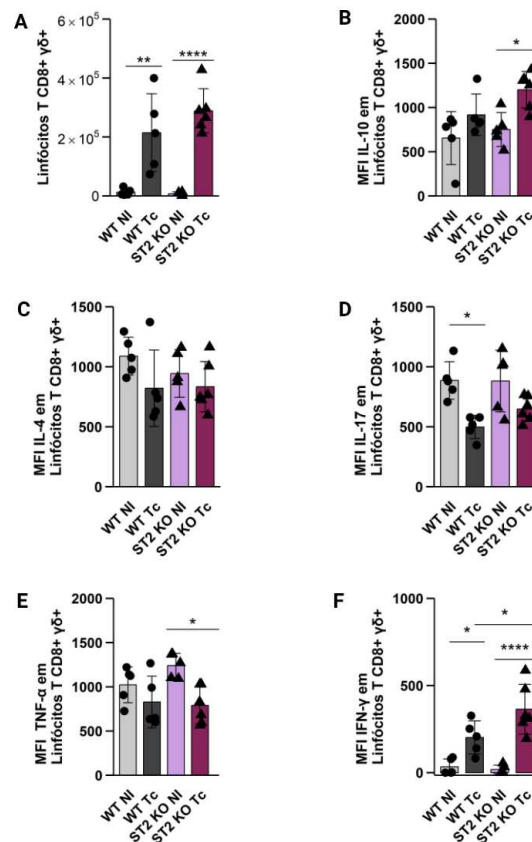 A
Linfócitos T CD8+ γδ+
6×10⁵
4×10⁵
2×10⁵
0
**
****
WT NI
WT Tc
ST2 KO NI
ST2 KO Tc
B
MFI IL-10 em
Linfócitos T CD8+ γδ+
2000
1500
1000
500
0
*
WT NI
WT Tc
ST2 KO NI
ST2 KO Tc
C
MFI IL-4 em
Linfócitos T CD8+ γδ+
1500
1000
500
0
WT NI
WT Tc
ST2 KO NI
ST2 KO Tc
D
MFI IL-17 em
Linfócitos T CD8+ γδ+
1500
1000
500
0
*
WT NI
WT Tc
ST2 KO NI
ST2 KO Tc
E
MFI TNF-α em
Linfócitos T CD8+ γδ+
2000
1500
1000
500
0
*
WT NI
WT Tc
ST2 KO NI
ST2 KO Tc
F
MFI IFN-γ em
Linfócitos T CD8+ γδ+
1000
500
0
*
*
****
WT NI
WT Tc
ST2 KO NI
ST2 KO Tc